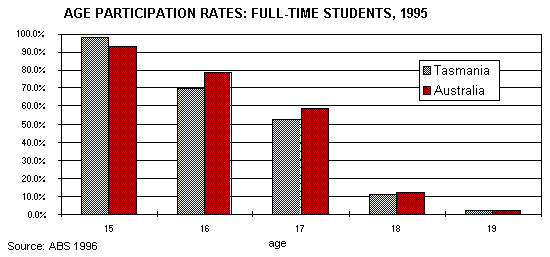 AGE PARTICIPATION RATES: FULL-TIME STUDENTS, 1995
100.0%
90.0%
80.0%
70.0%
60.0%
50.0%
40.0%
30.0%
20.0%
10.0%
0.0%
Tasmania
Australia
15 16 17 18 19
age
Source: ABS 1996